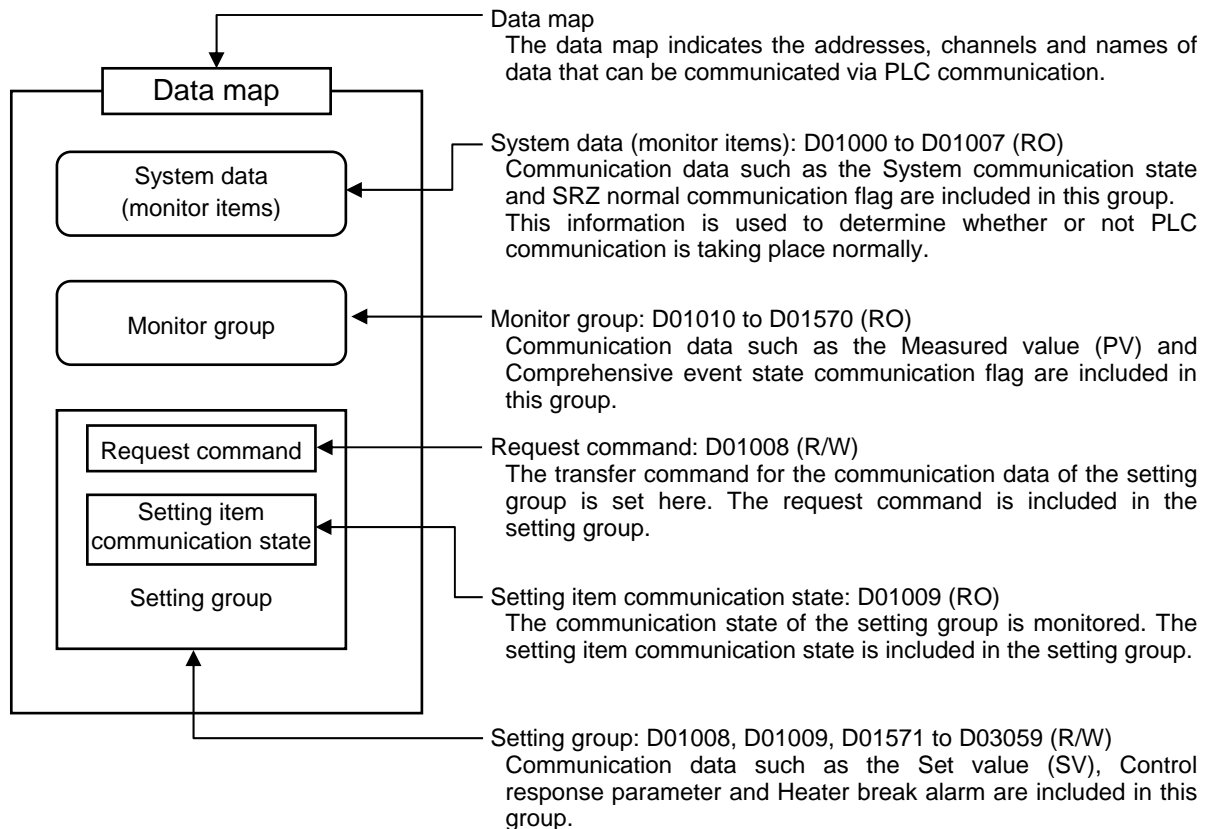 Data map
The data map indicates the addresses, channels and names of
data that can be communicated via PLC communication.
Data map
System data (monitor items): D01000 to D01007 (RO)
Communication data such as the System communication state
and SRZ normal communication flag are included in this group.
This information is used to determine whether or not PLC
communication is taking place normally.
System data
(monitor items)
Monitor group: D01010 to D01570 (RO)
Communication data such as the Measured value (PV) and
Comprehensive event state communication flag are included in
this group.
Monitor group
Request command: D01008 (R/W)
The transfer command for the communication data of the setting
group is set here. The request command is included in the
setting group.
Request command
Setting item
communication state
Setting group
Setting item communication state: D01009 (RO)
The communication state of the setting group is monitored. The
setting item communication state is included in the setting group.
Setting group: D01008, D01009, D01571 to D03059 (R/W)
Communication data such as the Set value (SV), Control
response parameter and Heater break alarm are included in this
group.